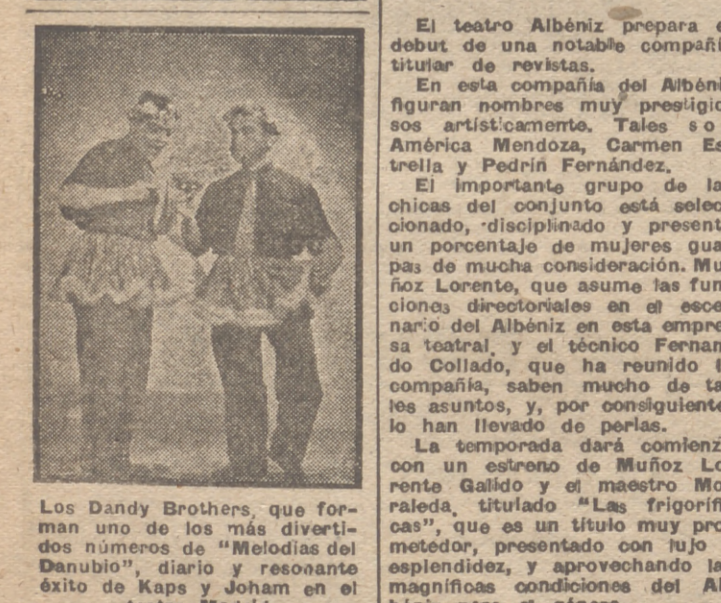 Los Dandy Brothers, que for-
man uno de los más diverti-
dos números de "Melodías del
Danubio", diario y resonante
éxito de Kaps y Joham en el
El teatro Albéniz prepara
debut de una notable compañí
titular de revistas.
En esta compañía del Albéni
figuran nombres muy prestigio
sos artísticamente. Tales so
América Mendoza, Carmen Es
trella y Pedrín Fernández.
El importante grupo de la
chicas del conjunto está selec
cionado, disciplinado y present
un porcentaje de mujeres gua
pas de mucha consideración. Mu
ñoz Lorente, que asume las fun
ciones directoriales en el esce
nario del Albéniz en esta empre
sa teatral, y el técnico Fernan
do Collado, que ha reunido
compañía, saben mucho de ta
les asuntos, y, por consiguiente
lo han llevado de perlas.
La temporada dará comienz
con un estreno de Muñoz Lo
rente Galido y el maestro Mo
raleda, titulado "Las frigorífi
cas", que es un título muy pro
metedor, presentado con lujo
esplendidez, y aprovechando la
magníficas condiciones del Al